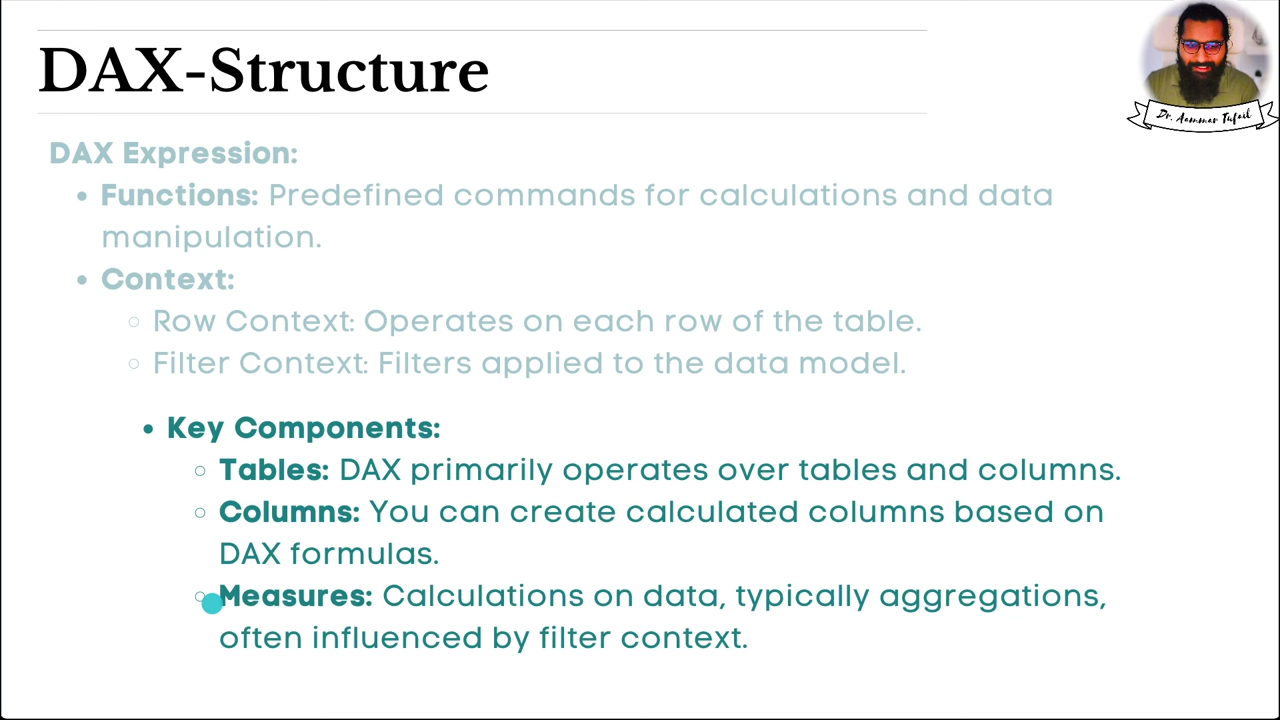 DAX-Structure
Dr. Aammar Tufail
DAX Expression:
• Functions: Predefined commands for calculations and data
manipulation.
• Context:
○ Row Context: Operates on each row of the table.
○ Filter Context: Filters applied to the data model.
• Key Components:
○ Tables: DAX primarily operates over tables and columns.
○ Columns: You can create calculated columns based on
DAX formulas.
○ Measures: Calculations on data, typically aggregations,
often influenced by filter context.